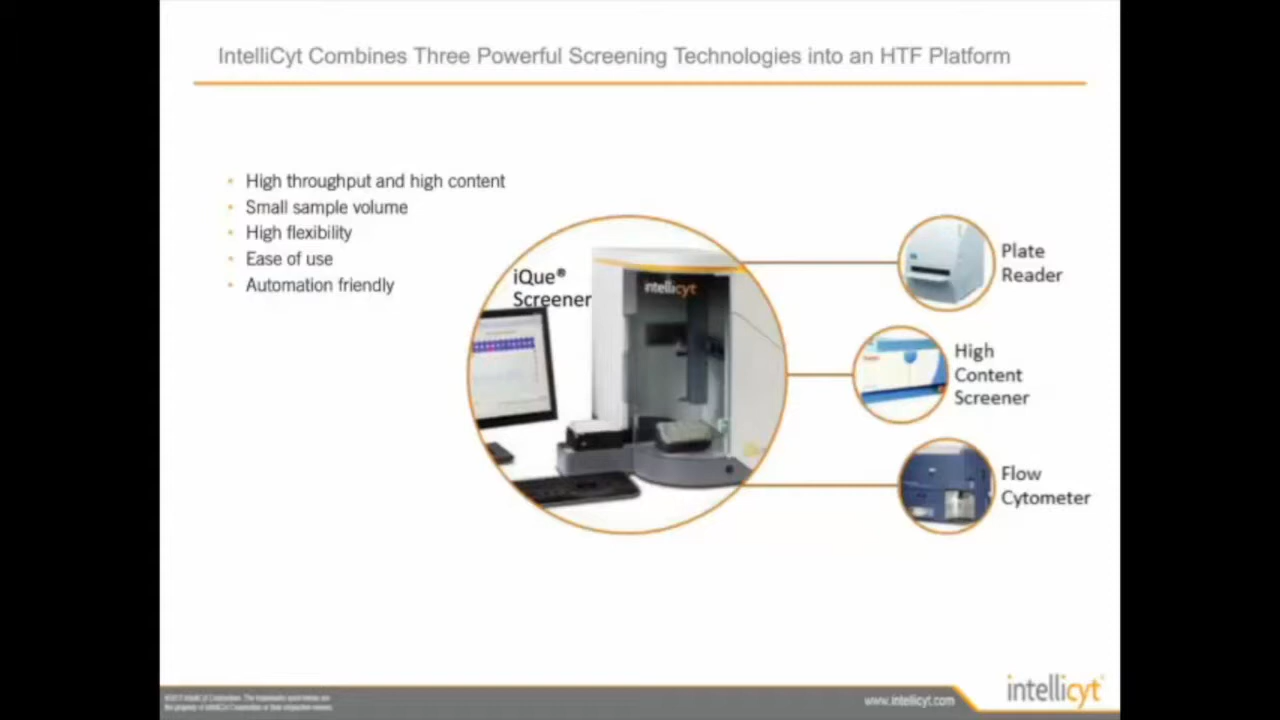 IntelliCyt Combines Three Powerful Screening Technologies into an HTF Platform
• High throughput and high content
• Small sample volume
• High flexibility
• Ease of use
• Automation friendly
iQue®
Screener
intellicyt
Plate
Reader
High
Content
Screener
Flow
Cytometer
www.intellicyt.com
intellicyt